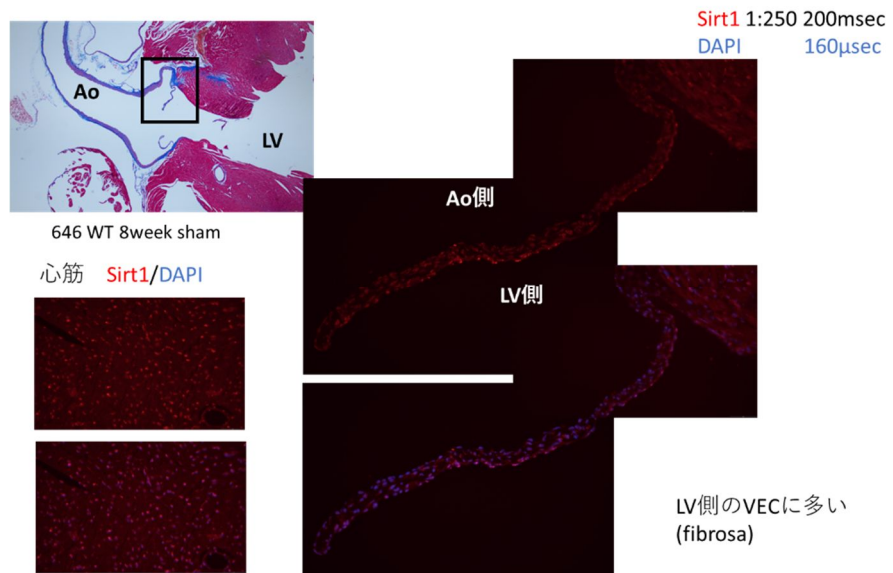 Sirt1 1:250 200msec
DAPI 160μsec
Ao
LV
646 WT 8week sham
Ao側
LV側
心筋 Sirt1/DAPI
LV側のVECに多い
(fibrosa)